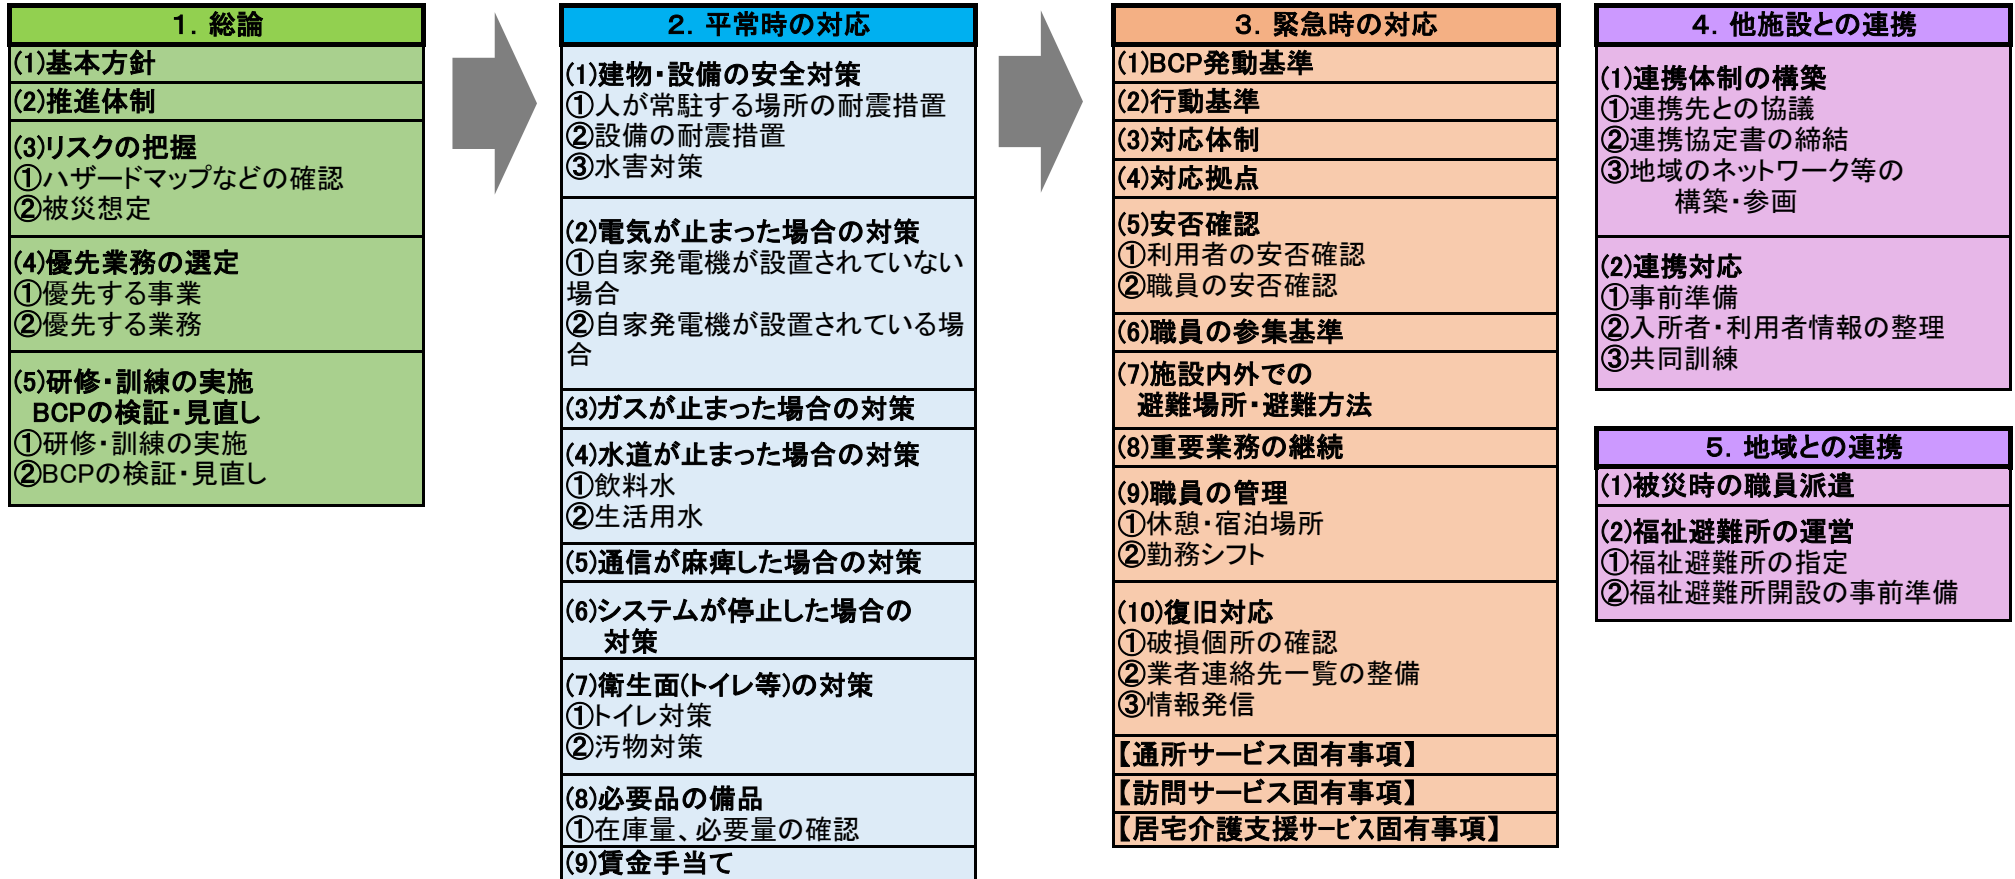 1．総論
(1)基本方針
(2)推進体制
(3)リスクの把握
①ハザードマップなどの確認
②被災想定
(4)優先業務の選定
①優先する事業
②優先する業務
(5)研修・訓練の実施
BCPの検証・見直し
①研修・訓練の実施
②BCPの検証・見直し
2．平常時の対応
(1)建物・設備の安全対策
①人が常駐する場所の耐震措置
②設備の耐震措置
③水害対策
(2)電気が止まった場合の対策
①自家発電機が設置されていない
場合
②自家発電機が設置されている場
合
(3)ガスが止まった場合の対策
(4)水道が止まった場合の対策
①飲料水
②生活用水
(5)通信が麻痺した場合の対策
(6)システムが停止した場合の
対策
(7)衛生面(トイレ等)の対策
①トイレ対策
②汚物対策
(8)必要品の備品
①在庫量、必要量の確認
(9)賃金手当て
3．緊急時の対応
(1)BCP発動基準
(2)行動基準
(3)対応体制
(4)対応拠点
(5)安否確認
①利用者の安否確認
②職員の安否確認
(6)職員の参集基準
(7)施設内外での
避難場所・避難方法
(8)重要業務の継続
(9)職員の管理
①休憩・宿泊場所
②勤務シフト
(10)復旧対応
①破損個所の確認
②業者連絡先一覧の整備
③情報発信
【通所サービス固有事項】
【訪問サービス固有事項】
【居宅介護支援ｻｰﾋﾞｽ固有事項】
4．他施設との連携
(1)連携体制の構築
①連携先との協議
②連携協定書の締結
③地域のネットワーク等の
構築・参画
(2)連携対応
①事前準備
②入所者・利用者情報の整理
③共同訓練
5．地域との連携
(1)被災時の職員派遣
(2)福祉避難所の運営
①福祉避難所の指定
②福祉避難所開設の事前準備